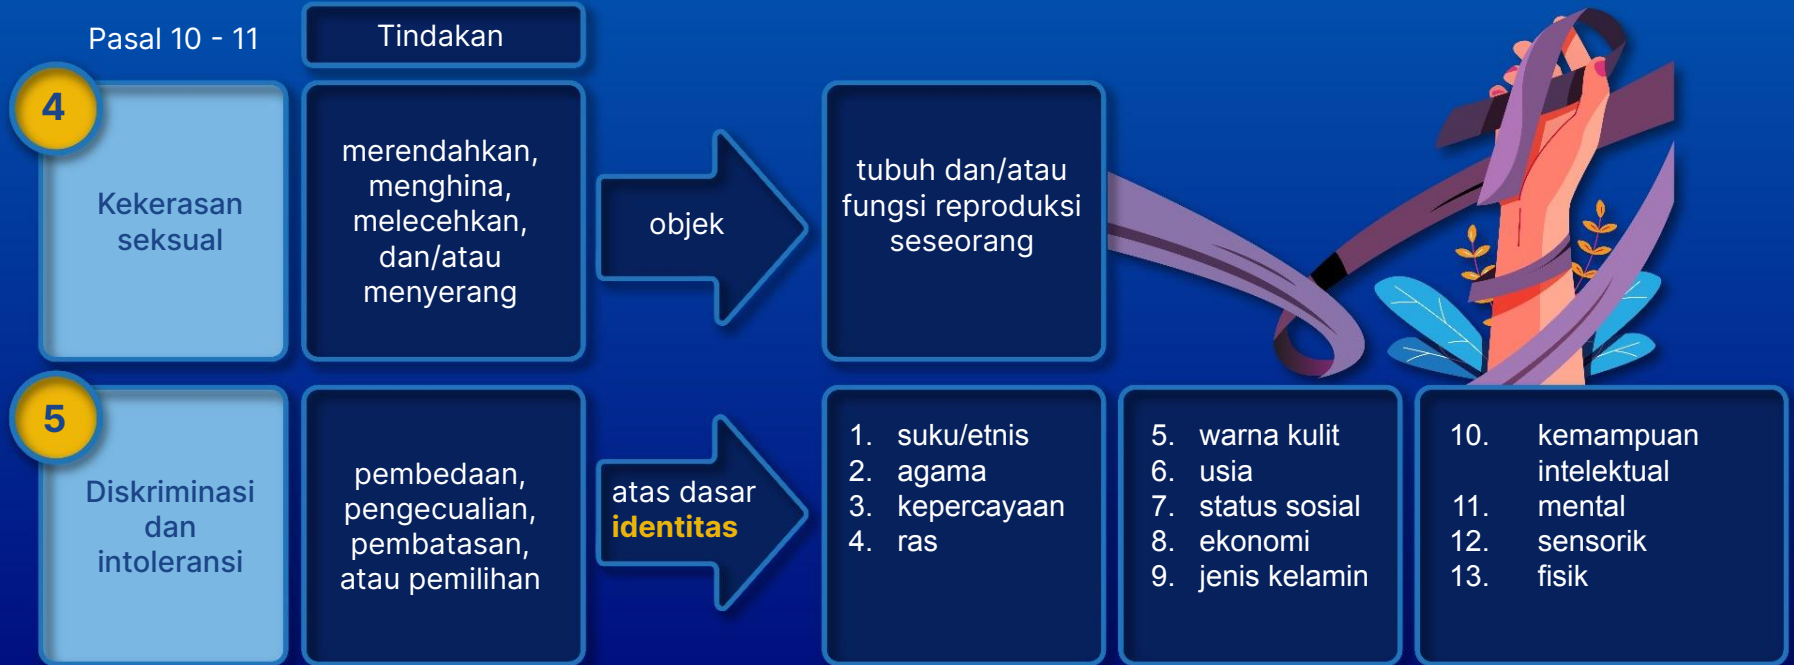 Pasal 10 - 11
Tindakan
4
Kekerasan
seksual
merendahkan,
menghina,
melecehkan,
dan/atau
menyerang
objek
tubuh dan/atau
fungsi reproduksi
seseorang
5
Diskriminasi
dan
intoleransi
pembedaan,
pengecualian,
pembatasan,
atau pemilihan
atas dasar
identitas
1. suku/etnis
2. agama
3. kepercayaan
4. ras
5. warna kulit
6. usia
7. status sosial
8. ekonomi
9. jenis kelamin
10. kemampuan
intelektual
11. mental
12. sensorik
13. fisik